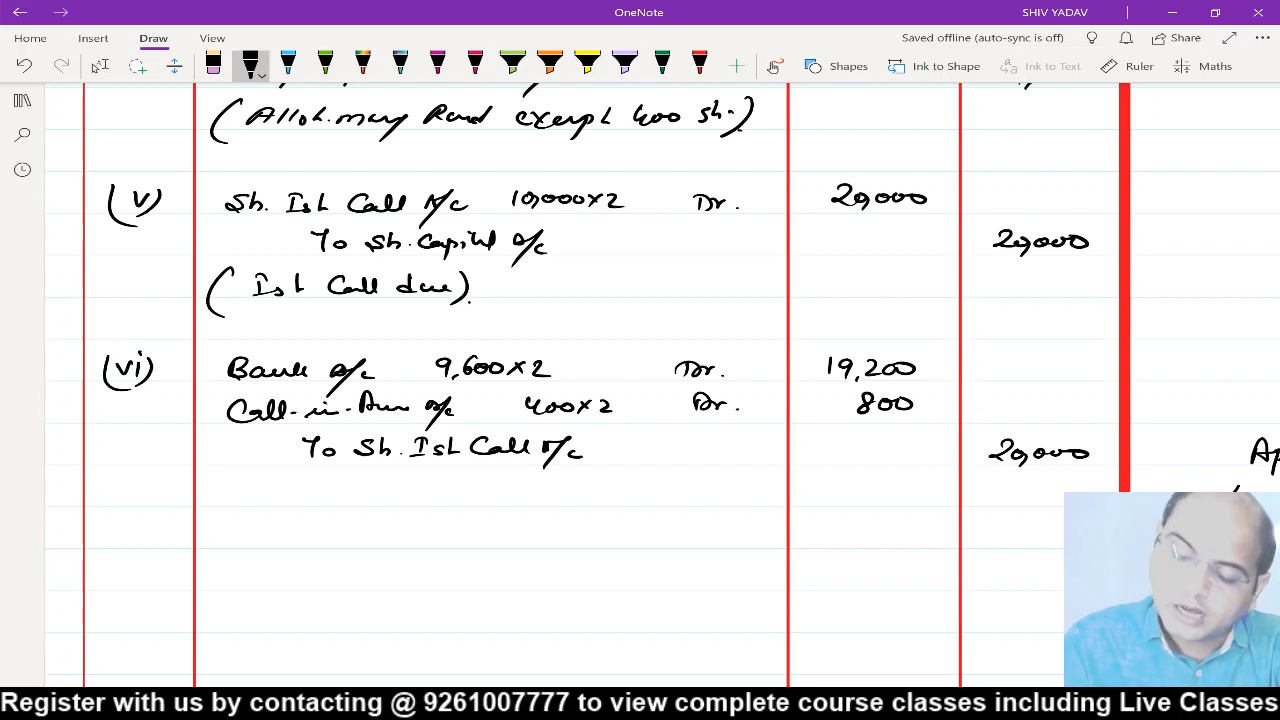 OneNote
SHIV YADAV
Home Insert Draw View
Saved offline (auto-sync is off)
Share
Shapes
Ink to Shape
Ink to Text
Ruler
Maths
(Allot. money Recd except 400 sh.)
(v) Sh. Ist Call A/c 10,000×2 Dr. 20,000
To Sh. Capital A/c 20,000
(Ist Call due).
(vi) Bank A/c 9,600×2 Dr. 19,200
Call-in-Arr A/c 400×2 Dr. 800
To Sh. Ist Call A/c 20,000
Ap
Register with us by contacting @ 9261007777 to view complete course classes including Live Classes